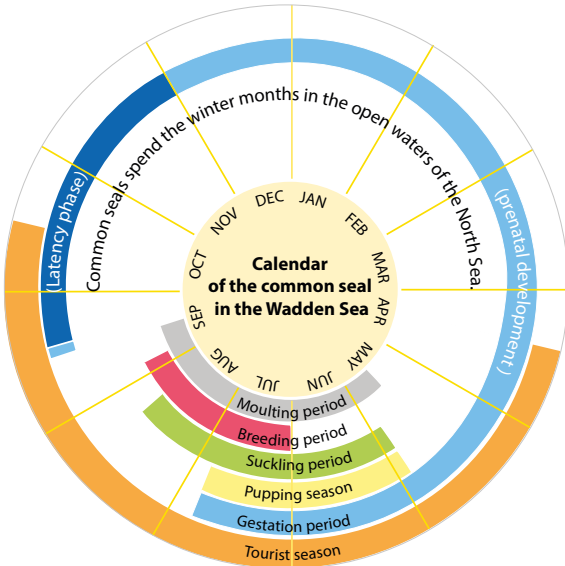 Common seals spend the winter months in the open waters of the North Sea.
(Latency phase)
(prenatal development)
JAN
FEB
MAR
APR
MAY
JUN
JUL
AUG
SEP
OCT
NOV
DEC
Calendar
of the common seal
in the Wadden Sea
Moulting period
Breeding period
Suckling period
Pupping season
Gestation period
Tourist season